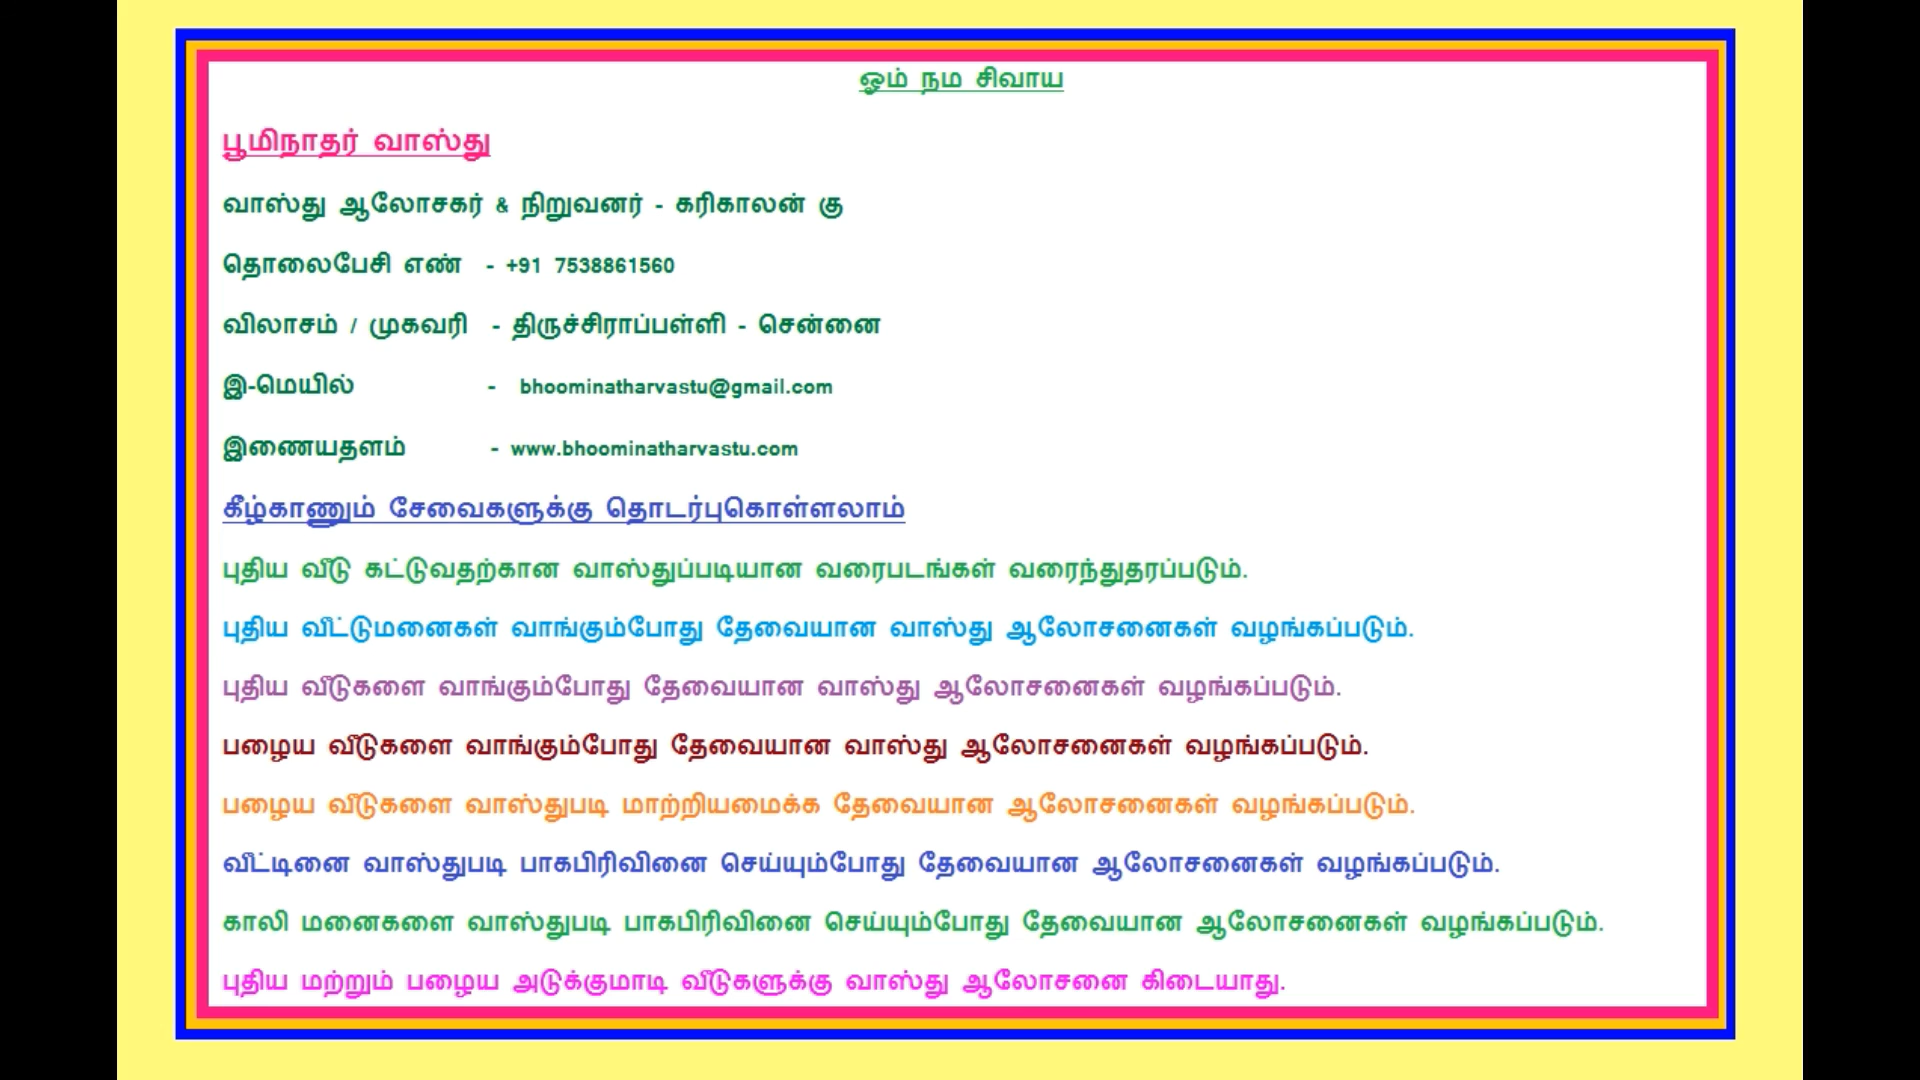 ஓம் நம சிவாய
பூமிநாதர் வாஸ்து
வாஸ்து ஆலோசகர் & நிறுவனர் - கரிகாலன் கு
தொலைபேசி எண் - +91 7538861560
விலாசம் / முகவரி - திருச்சிராப்பள்ளி - சென்னை
இ-மெயில் - bhoominatharvastu@gmail.com
இணையதளம் - www.bhoominatharvastu.com
கீழ்காணும் சேவைகளுக்கு தொடர்புகொள்ளலாம்
புதிய வீடு கட்டுவதற்கான வாஸ்துப்படியான வரைபடங்கள் வரைந்துதரப்படும்.
புதிய வீட்டுமனைகள் வாங்கும்போது தேவையான வாஸ்து ஆலோசனைகள் வழங்கப்படும்.
புதிய வீடுகளை வாங்கும்போது தேவையான வாஸ்து ஆலோசனைகள் வழங்கப்படும்.
பழைய வீடுகளை வாங்கும்போது தேவையான வாஸ்து ஆலோசனைகள் வழங்கப்படும்.
பழைய வீடுகளை வாஸ்துபடி மாற்றியமைக்க தேவையான ஆலோசனைகள் வழங்கப்படும்.
வீட்டினை வாஸ்துபடி பாகபிரிவினை செய்யும்போது தேவையான ஆலோசனைகள் வழங்கப்படும்.
காலி மனைகளை வாஸ்துபடி பாகபிரிவினை செய்யும்போது தேவையான ஆலோசனைகள் வழங்கப்படும்.
புதிய மற்றும் பழைய அடுக்குமாடி வீடுகளுக்கு வாஸ்து ஆலோசனை கிடையாது.